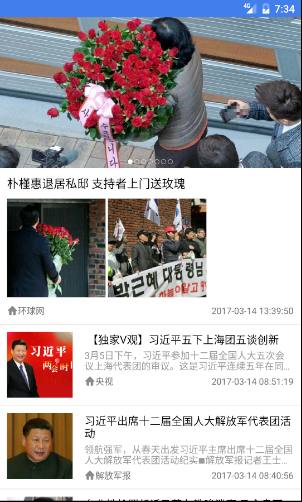 4G 7:34
朴槿惠退居私邸 支持者上门送玫瑰
박근혜 대통령님
环球网 2017-03-14 13:39:50
习近平
两会时
【独家V观】习近平五下上海团五谈创新
3月5日下午，习近平参加十二届全国人大五次会
议上海代表团的审议。这是习近平连续五年在同...
央视 2017-03-14 08:51:19
习近平出席十二届全国人大解放军代表团活
动
领航强军，从春天出发习近平主席出席十二届全
国人大解放军代表团活动纪实■解放军报记者王士...
解放军报 2017-03-14 08:40:56